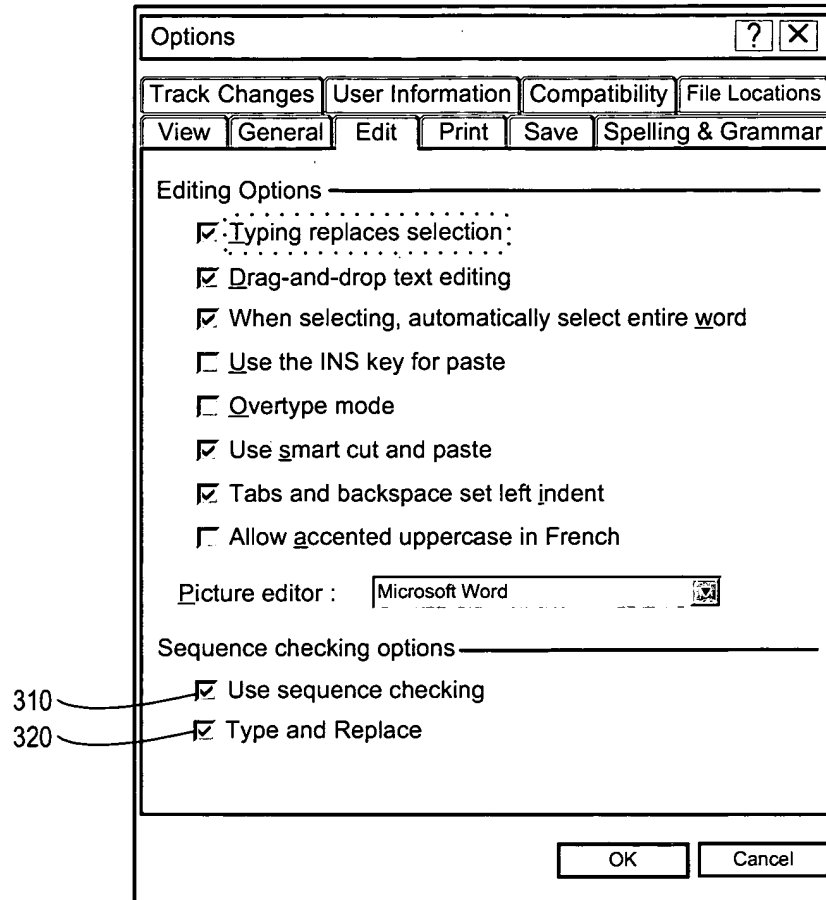 Options ?
Track Changes User Information Compatibility File Locations
View General Edit Print Save Spelling & Grammar
Editing Options
Typing replaces selection
Drag-and-drop text editing
When selecting, automatically select entire word
Use the INS key for paste
Overtype mode
Use smart cut and paste
Tabs and backspace set left indent
Allow accented uppercase in French
Picture editor : Microsoft Word
Sequence checking options
310 Use sequence checking
320 Type and Replace
OK Cancel